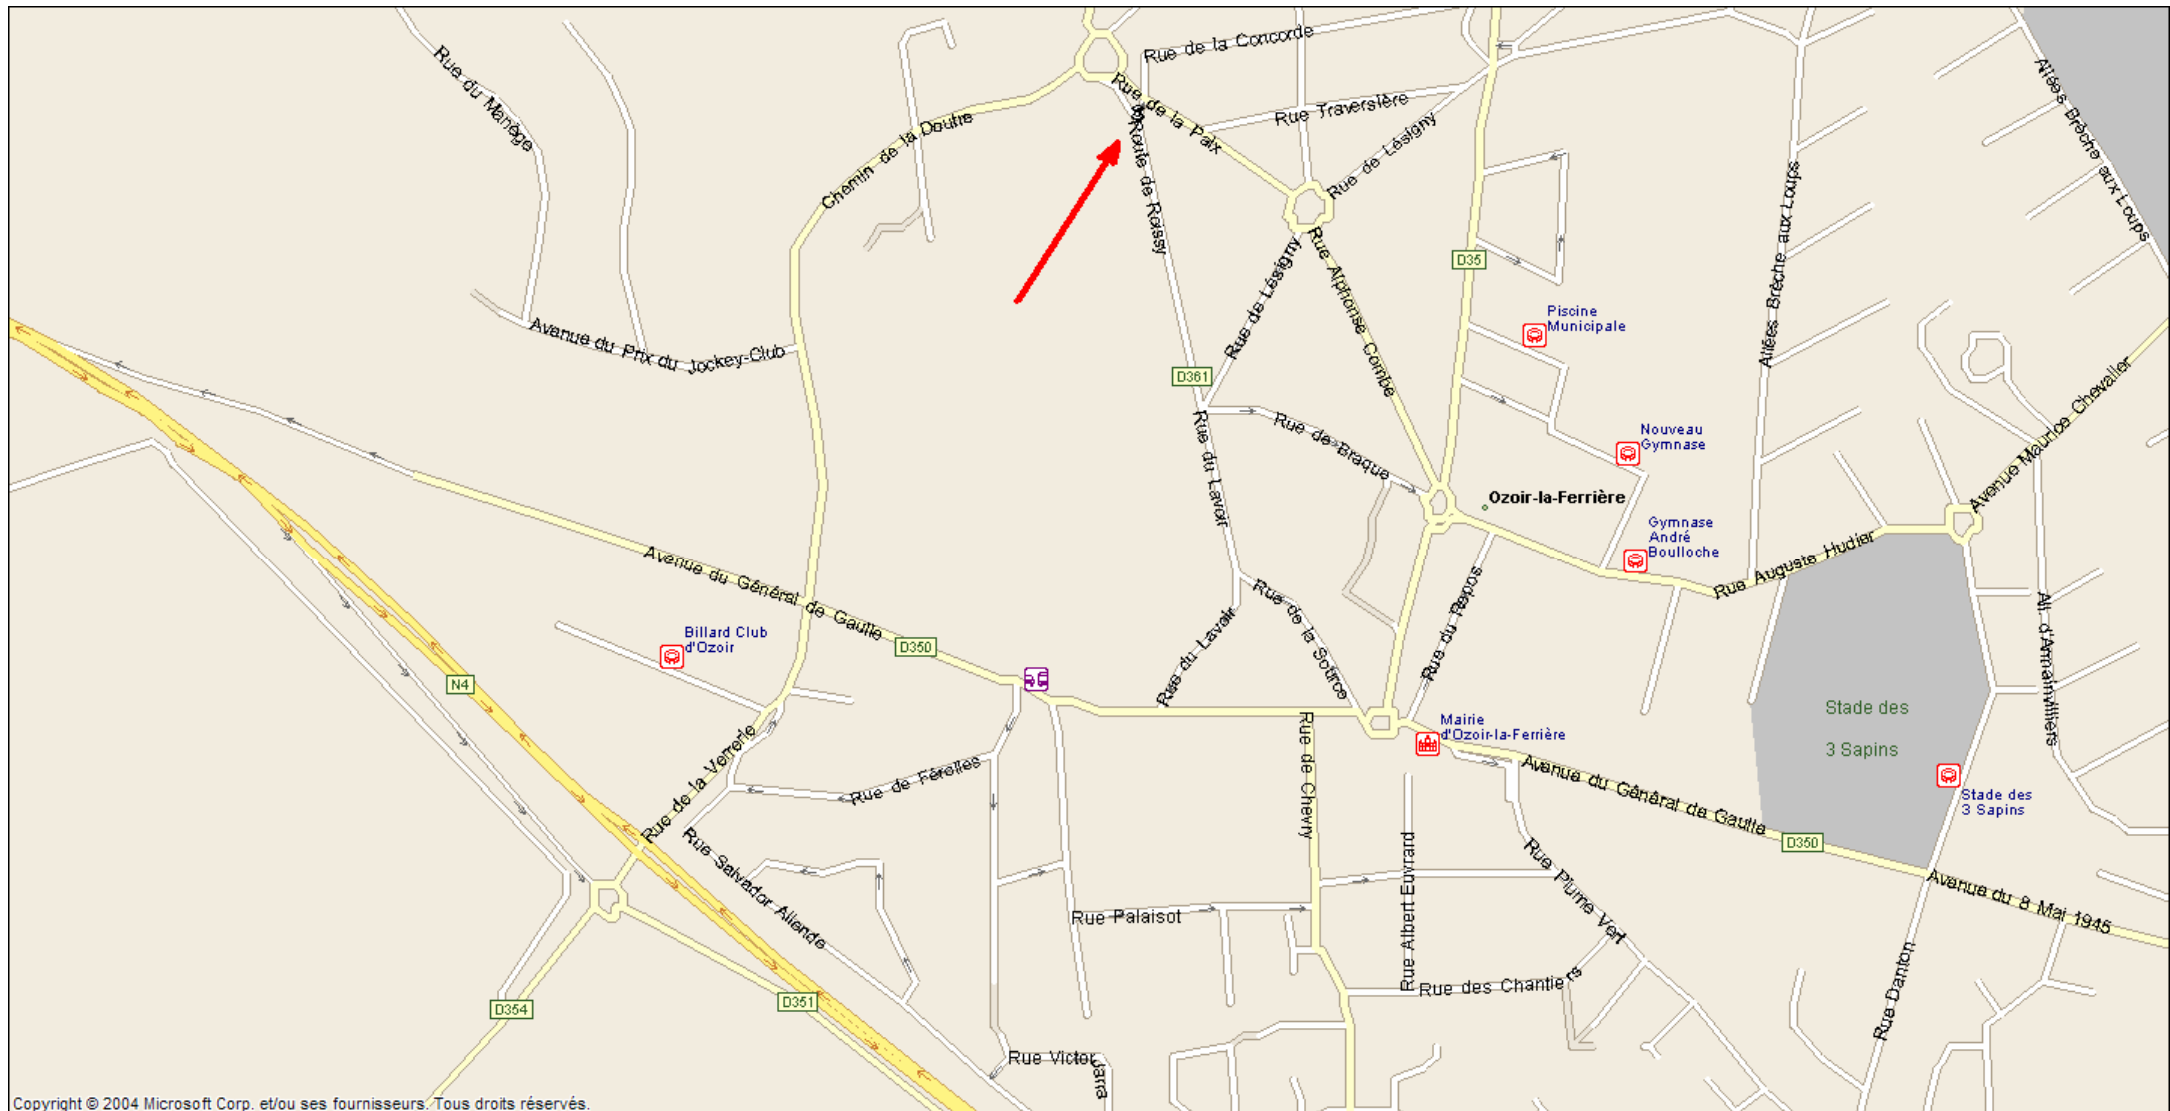 Rue du Manège
Rue de la Concorde
Rue de la Paix
Rue Traversière
Rue de Lésigny
Chemin de la Doutre
Route de Roissy
Allées Brèche aux Loups
Allées Brèche aux Loups
D35
Rue de Lésigny
Rue Alphonse Combe
Piscine
Municipale
Avenue du Prix du Jockey-Club
D361
Rue du Lavoir
Rue de Braque
Nouveau
Gymnase
Avenue Maurice Chevalier
Ozoir-la-Ferrière
Gymnase
André
Boulloche
Rue Auguste Hudier
Avenue du Général de Gaulle
Billard Club
d'Ozoir
D350
N4
Rue du Lavoir
Rue de la Source
Rue du Repos
All. d'Armainvilliers
Stade des
3 Sapins
Mairie
d'Ozoir-la-Ferrière
Rue de la Verrerie
Rue de Férolles
Rue de Chevry
Avenue du Général de Gaulle
D350
Stade des
3 Sapins
Rue Salvador Allende
Rue Albert Euvrard
Rue Plume Vert
Rue Palaisot
Avenue du 8 Mai 1945
Rue des Chantiers
Rue Danton
D354
D351
Rue Victor
Copyright © 2004 Microsoft Corp. et/ou ses fournisseurs. Tous droits réservés.